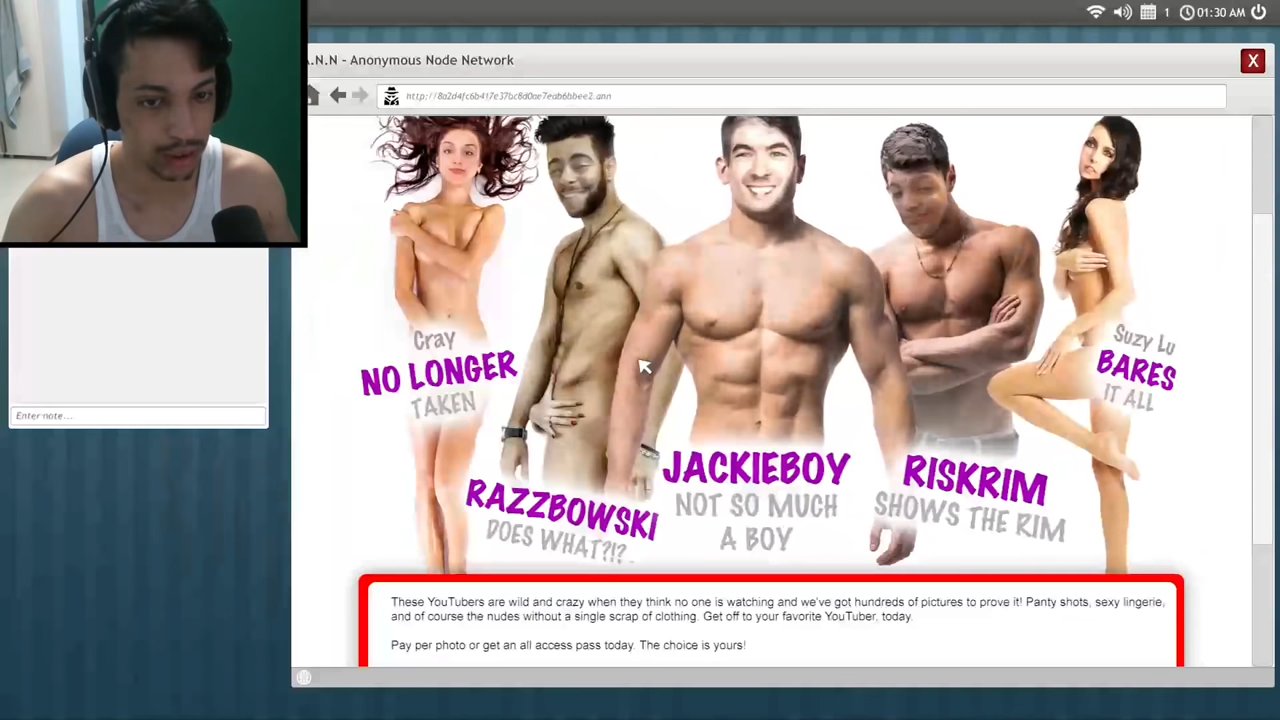 1
01:30 AM
A.N.N - Anonymous Node Network
X
http://8a2d4fc6b417e37bc8d0ae7eab6bbee2.ann
Cray
NO LONGER
TAKEN
RAZZBOWSKI
DOES WHAT?!?
JACKIEBOY
NOT SO MUCH
A BOY
RISKRIM
SHOWS THE RIM
Suzy Lu
BARES
IT ALL
Enter note...
These YouTubers are wild and crazy when they think no one is watching and we've got hundreds of pictures to prove it! Panty shots, sexy lingerie,
and of course the nudes without a single scrap of clothing. Get off to your favorite YouTuber, today.
Pay per photo or get an all access pass today. The choice is yours!